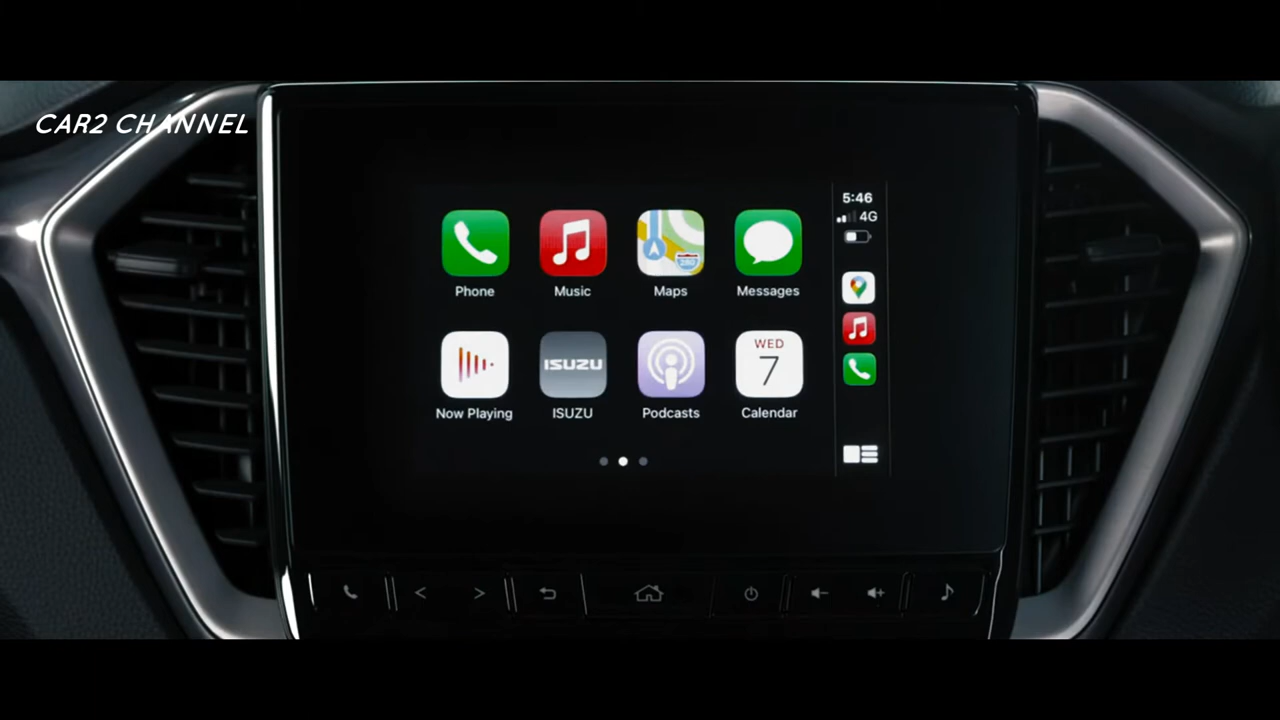 CAR2 CHANNEL
5:46
4G
Phone
Music
Maps
Messages
WED
7
ISUZU
Now Playing
ISUZU
Podcasts
Calendar